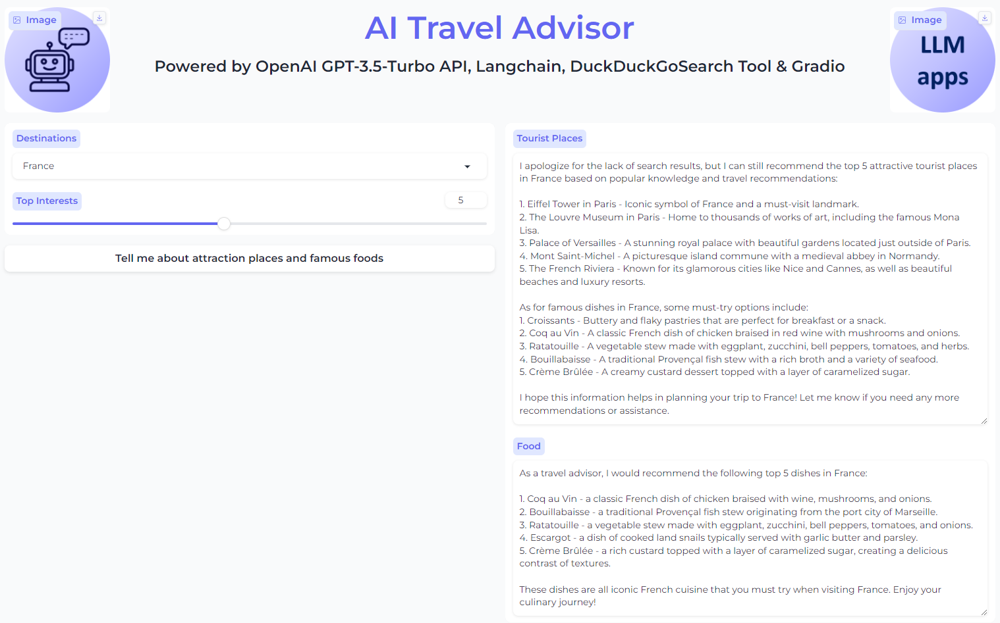 Image
AI Travel Advisor
Powered by OpenAI GPT-3.5-Turbo API, Langchain, DuckDuckGoSearch Tool & Gradio
Image
LLM
apps
Destinations
France
Top Interests
5
Tell me about attraction places and famous foods
Tourist Places
I apologize for the lack of search results, but I can still recommend the top 5 attractive tourist places
in France based on popular knowledge and travel recommendations:
1. Eiffel Tower in Paris - Iconic symbol of France and a must-visit landmark.
2. The Louvre Museum in Paris - Home to thousands of works of art, including the famous Mona
Lisa.
3. Palace of Versailles - A stunning royal palace with beautiful gardens located just outside of Paris.
4. Mont Saint-Michel - A picturesque island commune with a medieval abbey in Normandy.
5. The French Riviera - Known for its glamorous cities like Nice and Cannes, as well as beautiful
beaches and luxury resorts.
As for famous dishes in France, some must-try options include:
1. Croissants - Buttery and flaky pastries that are perfect for breakfast or a snack.
2. Coq au Vin - A classic French dish of chicken braised in red wine with mushrooms and onions.
3. Ratatouille - A vegetable stew made with eggplant, zucchini, bell peppers, tomatoes, and herbs.
4. Bouillabaisse - A traditional Provençal fish stew with a rich broth and a variety of seafood.
5. Crème Brûlée - A creamy custard dessert topped with a layer of caramelized sugar.
I hope this information helps in planning your trip to France! Let me know if you need any more
recommendations or assistance.
Food
As a travel advisor, I would recommend the following top 5 dishes in France:
1. Coq au Vin - a classic French dish of chicken braised with wine, mushrooms, and onions.
2. Bouillabaisse - a traditional Provençal fish stew originating from the port city of Marseille.
3. Ratatouille - a vegetable stew made with eggplant, zucchini, bell peppers, tomatoes, and onions.
4. Escargot - a dish of cooked land snails typically served with garlic butter and parsley.
5. Crème Brûlée - a rich custard topped with a layer of caramelized sugar, creating a delicious
contrast of textures.
These dishes are all iconic French cuisine that you must try when visiting France. Enjoy your
culinary journey!